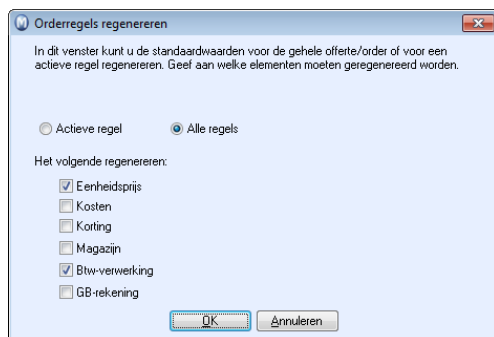 Orderregels regenereren
In dit venster kunt u de standaardwaarden voor de gehele offerte/order of voor een
actieve regel regenereren. Geef aan welke elementen moeten geregenereerd worden.
Actieve regel Alle regels
Het volgende regenereren:
Eenheidsprijs
Kosten
Korting
Magazijn
Btw-verwerking
GB-rekening
OK Annuleren